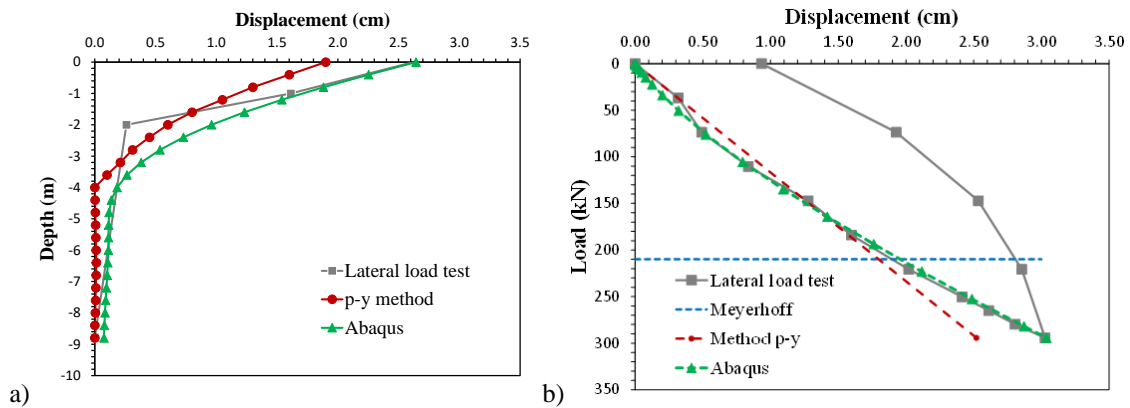 Displacement (cm)
0.0 0.5 1.0 1.5 2.0 2.5 3.0 3.5
0
-1
-2
-3
-4
-5
-6
-7
-8
-9
-10
Depth (m)
Lateral load test
p-y method
Abaqus
a)
Displacement (cm)
0.00 0.50 1.00 1.50 2.00 2.50 3.00 3.50
0
50
100
150
200
250
300
350
Load (kN)
Lateral load test
Meyerhoff
Method p-y
Abaqus
b)